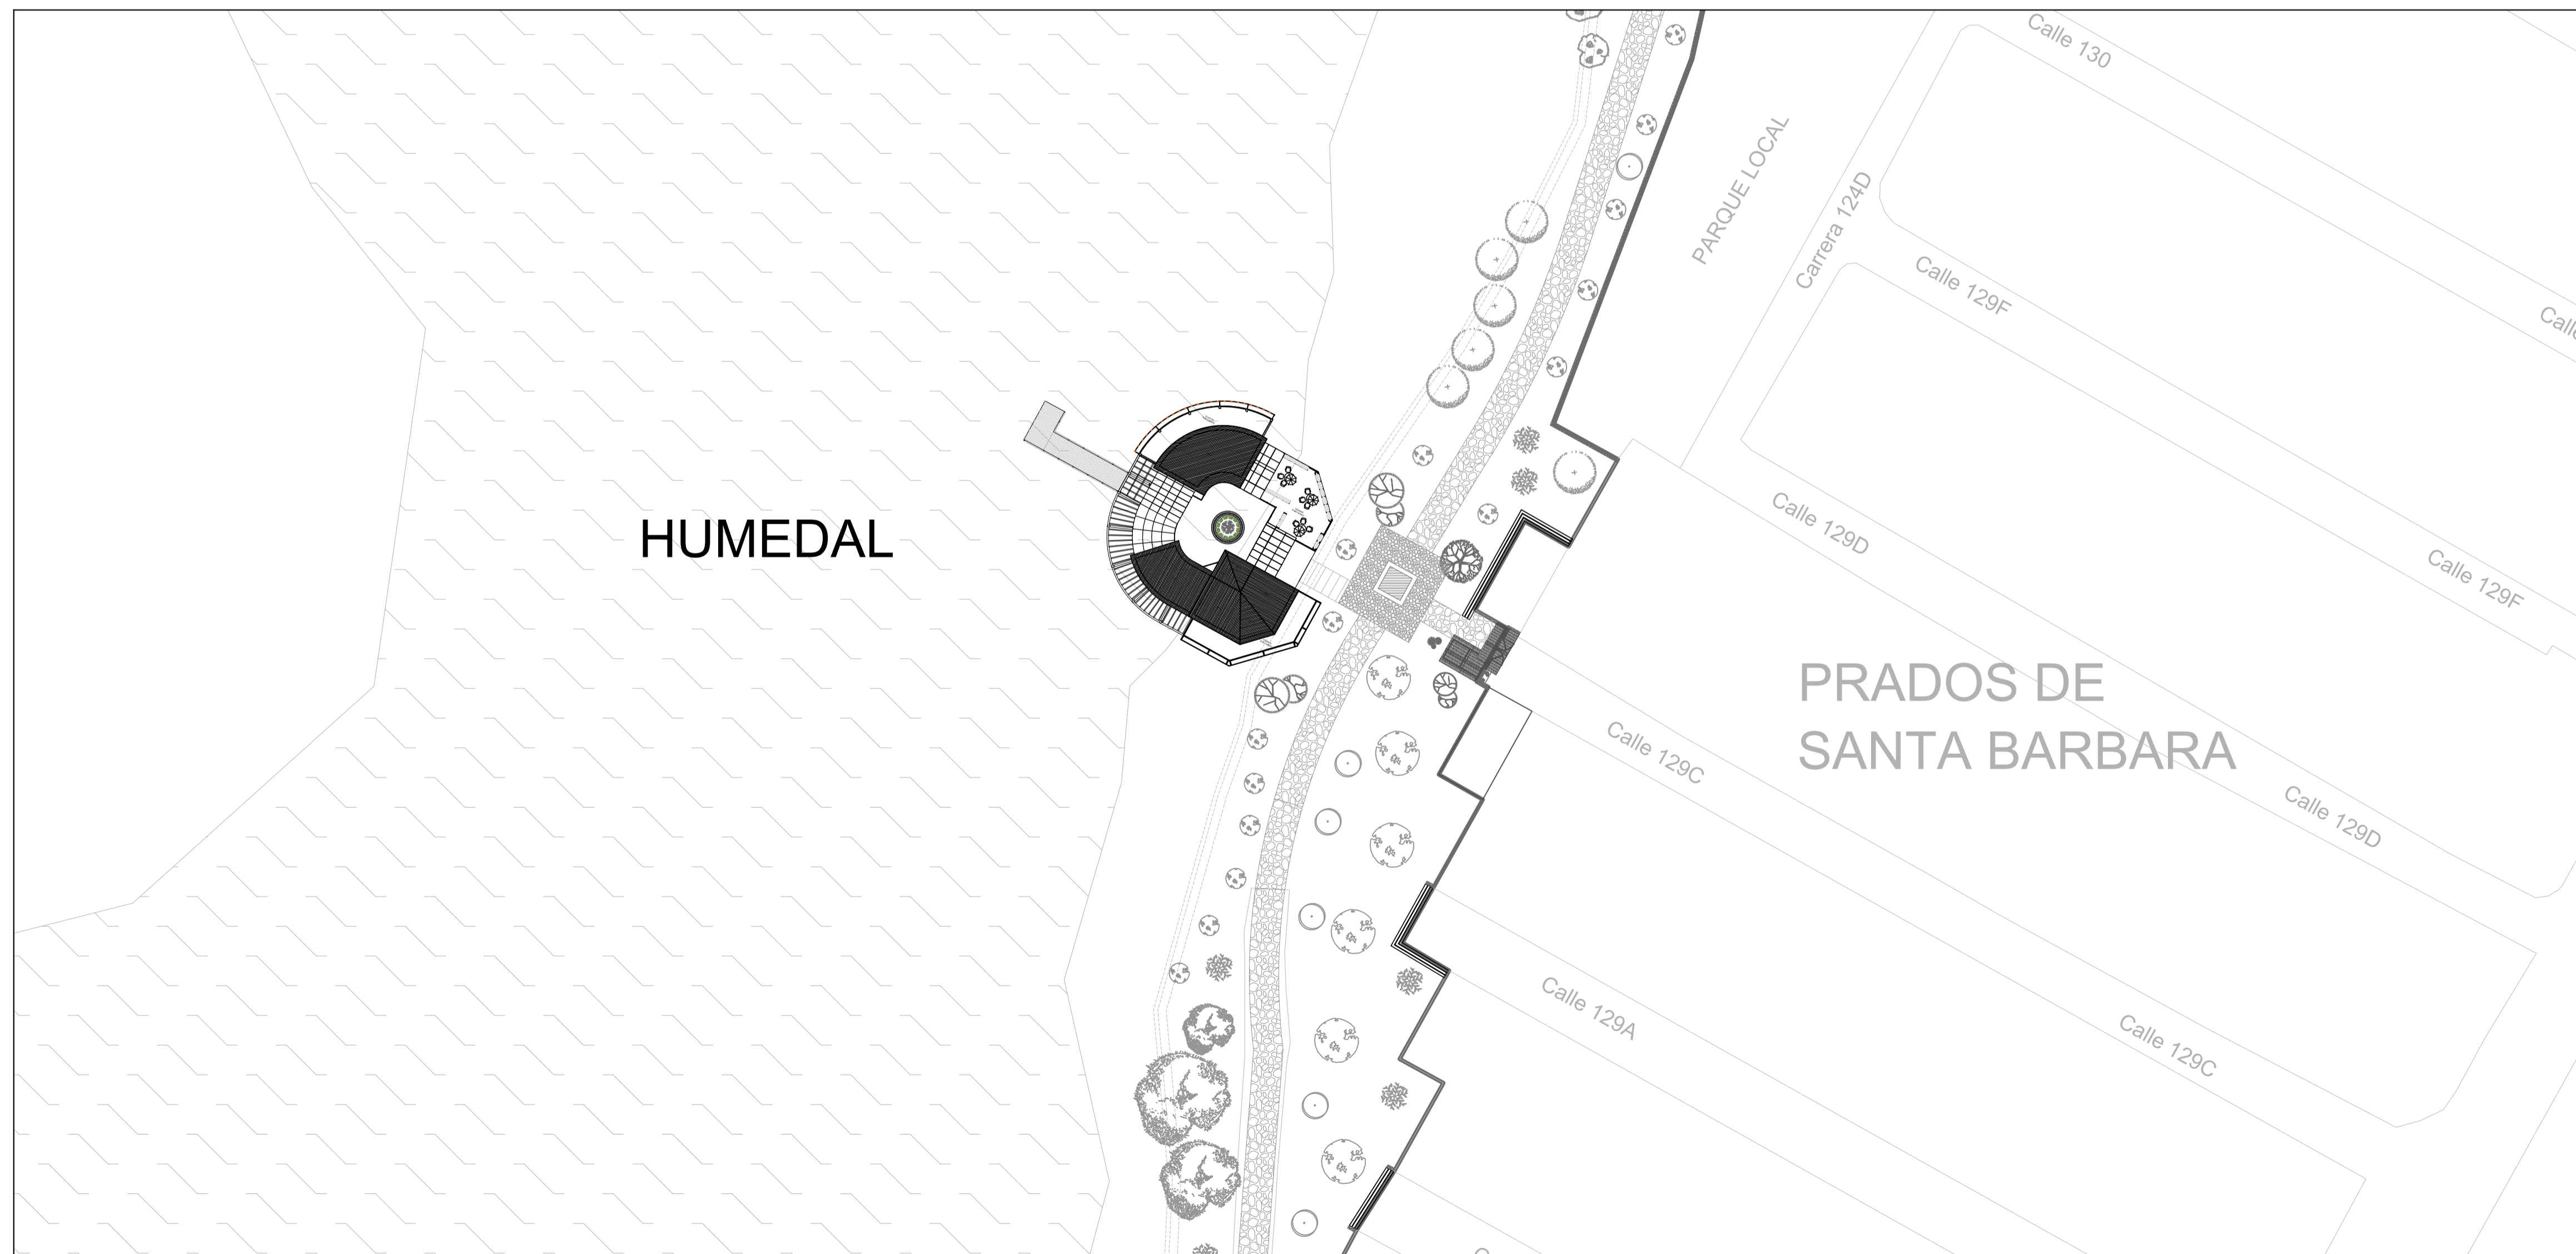 Calle 130
PARQUE LOCAL
Carrera 124D
Calle 129F
Calle 129D
HUMEDAL
Calle 129F
PRADOS DE
SANTA BARBARA
Calle 129C
Calle 129D
Calle 129A
Calle 129C